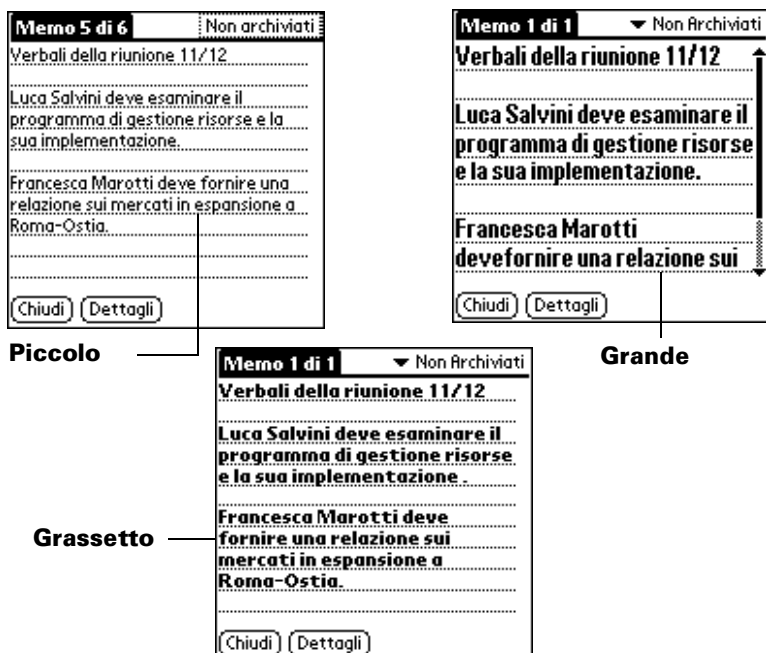 Memo 5 di 6 Non archiviati
Verbali della riunione 11/12
Luca Salvini deve esaminare il
programma di gestione risorse e la
sua implementazione.
Francesca Marotti deve fornire una
relazione sui mercati in espansione a
Roma-Ostia.
Chiudi Dettagli
Piccolo
Memo 1 di 1 Non Archiviati
Verbali della riunione 11/12
Luca Salvini deve esaminare il
programma di gestione risorse
e la sua implementazione.
Francesca Marotti
devefornire una relazione sui
Chiudi Dettagli
Grande
Memo 1 di 1 Non Archiviati
Verbali della riunione 11/12
Luca Salvini deve esaminare il
programma di gestione risorse
e la sua implementazione .
Francesca Marotti deve
fornire una relazione sui
mercati in espansione a
Roma-Ostia.
Chiudi Dettagli
Grassetto